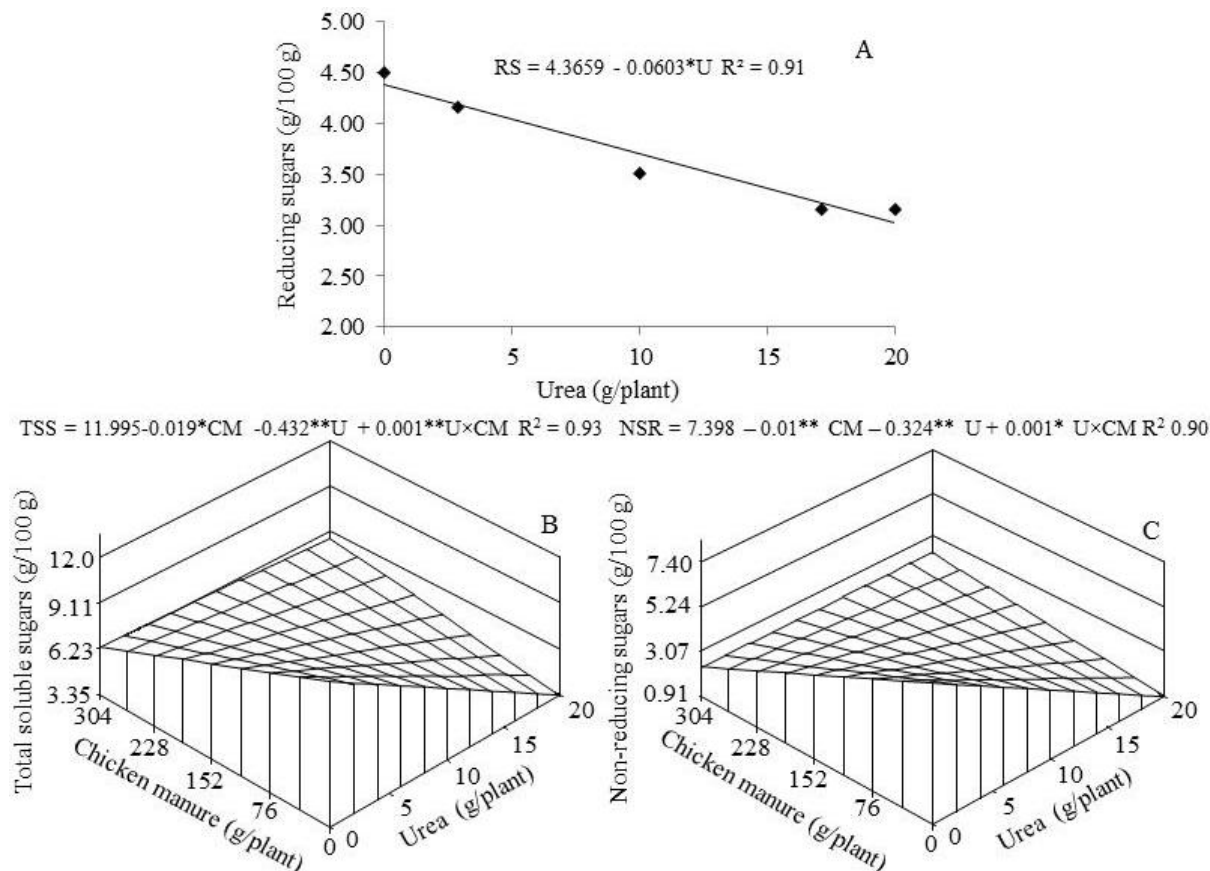 5.00
A
RS = 4.3659 - 0.0603*U R² = 0.91
4.50
4.00
3.50
3.00
2.50
2.00
Reducing sugars (g/100 g)
0 5 10 15 20
Urea (g/plant)
TSS = 11.995-0.019*CM -0.432**U + 0.001**U×CM R² = 0.93
B
12.0
9.11
6.23
3.35
Total soluble sugars (g/100 g)
304
228
152
76
0
Chicken manure (g/plant)
0
5
10
15
20
Urea (g/plant)
NSR = 7.398 – 0.01** CM – 0.324** U + 0.001* U×CM R² 0.90
C
7.40
5.24
3.07
0.91
Non-reducing sugars (g/100 g)
304
228
152
76
0
Chicken manure (g/plant)
0
5
10
15
20
Urea (g/plant)